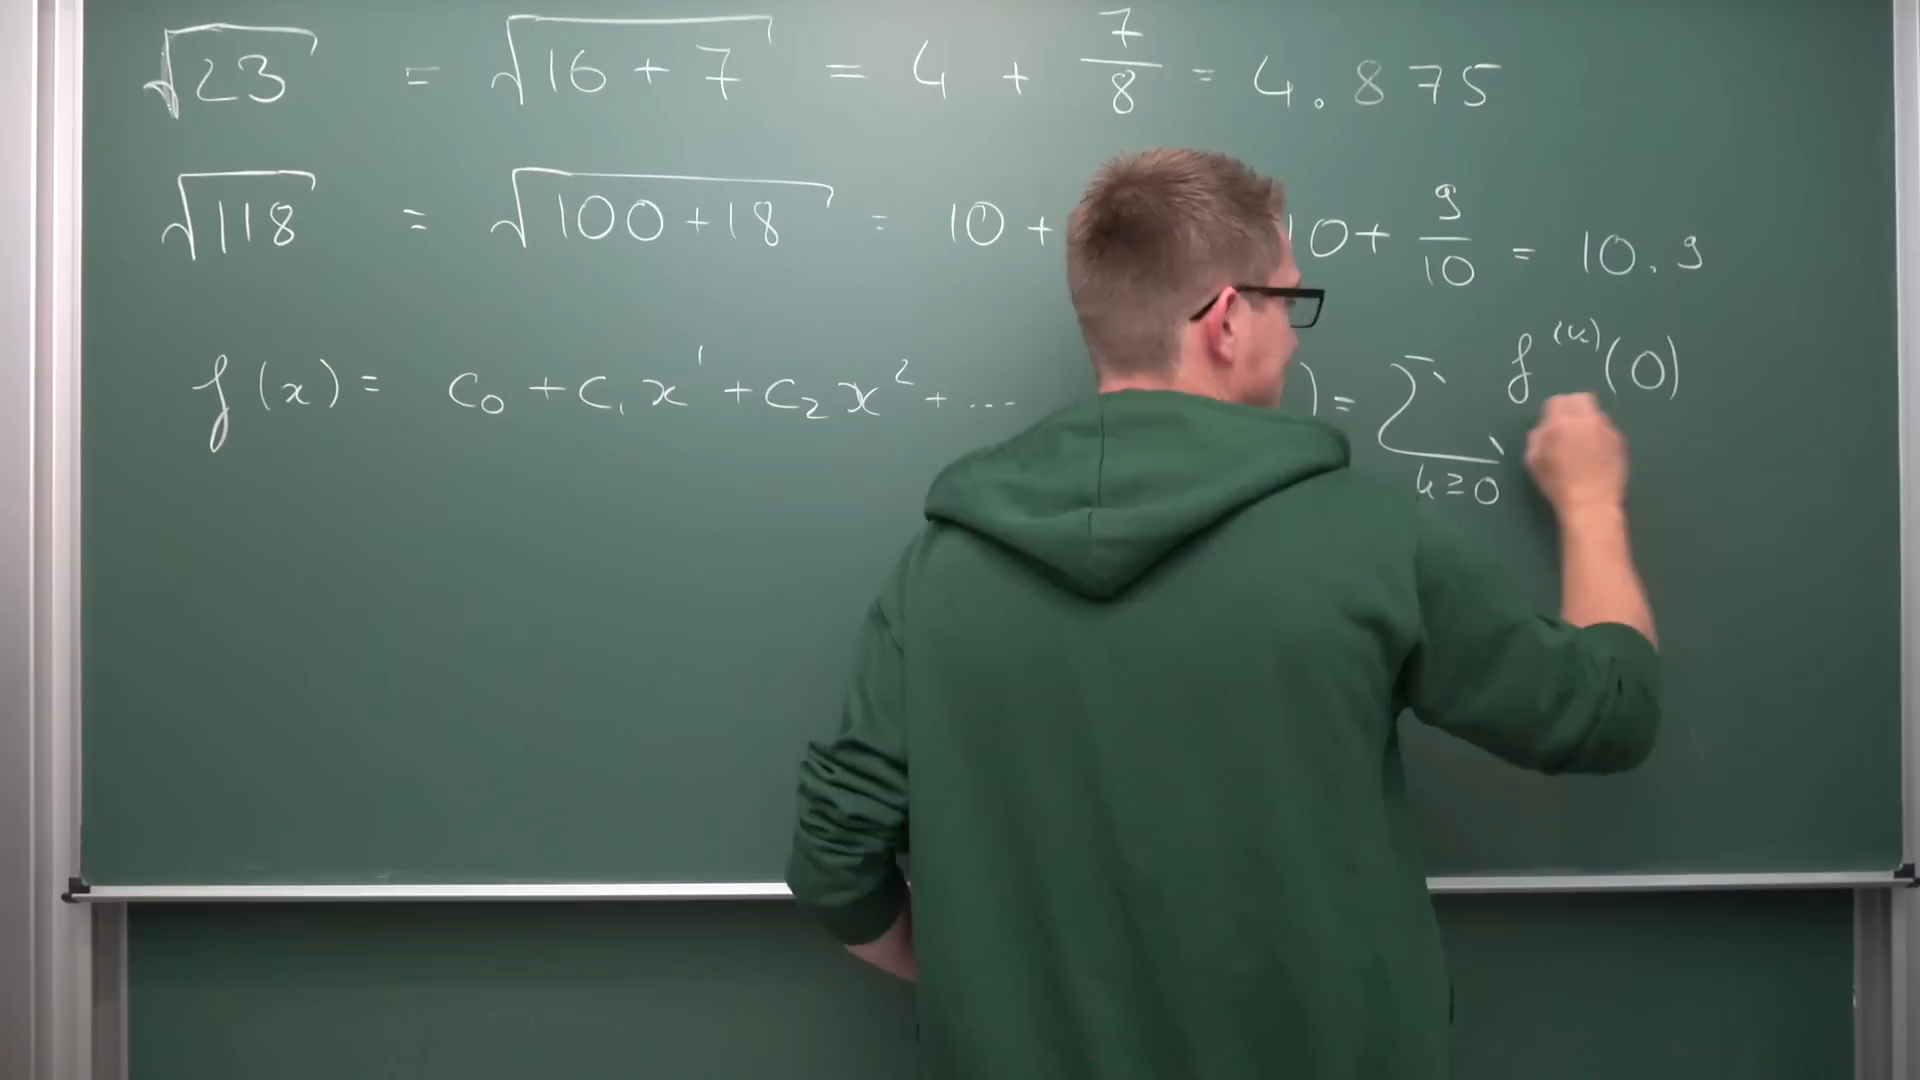 √23 = √16 + 7 = 4 + 7/8 = 4.875
√118 = √100 + 18 = 10 + 10 + 9/10 = 10.9
f(x) = c₀ + c₁x¹ + c₂x² + ... ) = Σ k≥0 f⁽ᵏ⁾(0)